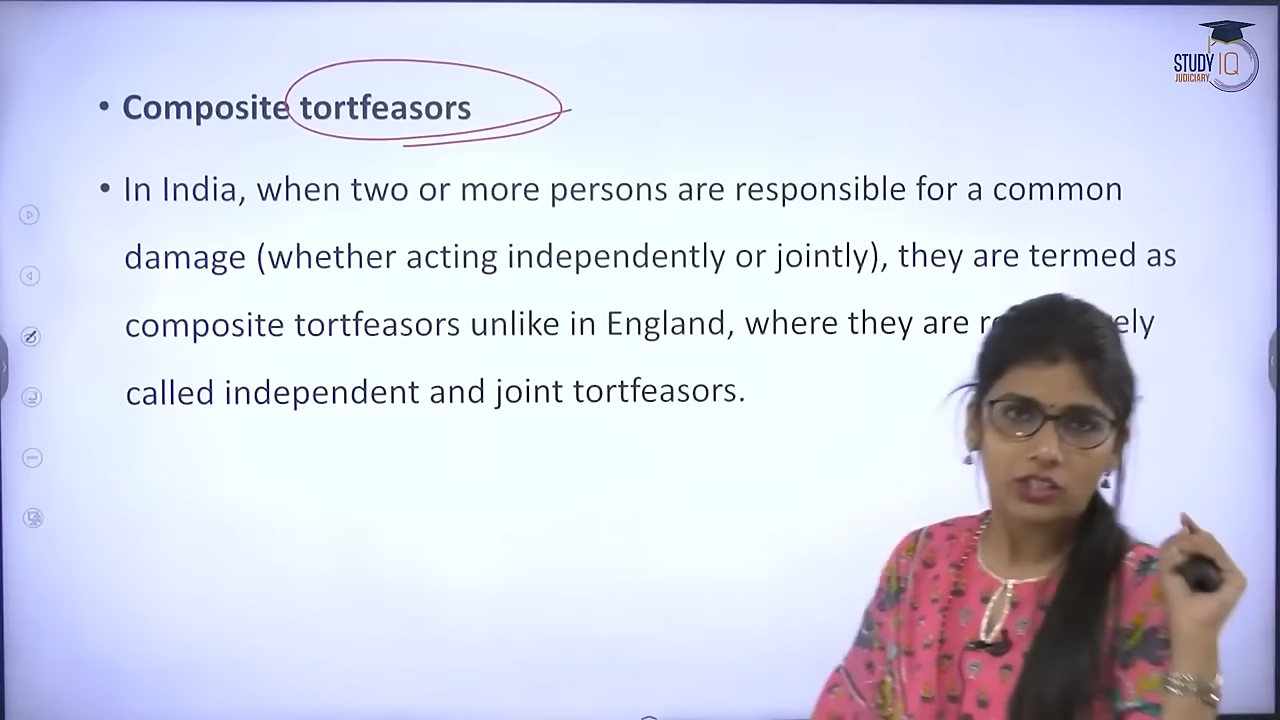 STUDY IQ
JUDICIARY
• Composite tortfeasors
• In India, when two or more persons are responsible for a common
damage (whether acting independently or jointly), they are termed as
composite tortfeasors unlike in England, where they are
called independent and joint tortfeasors.